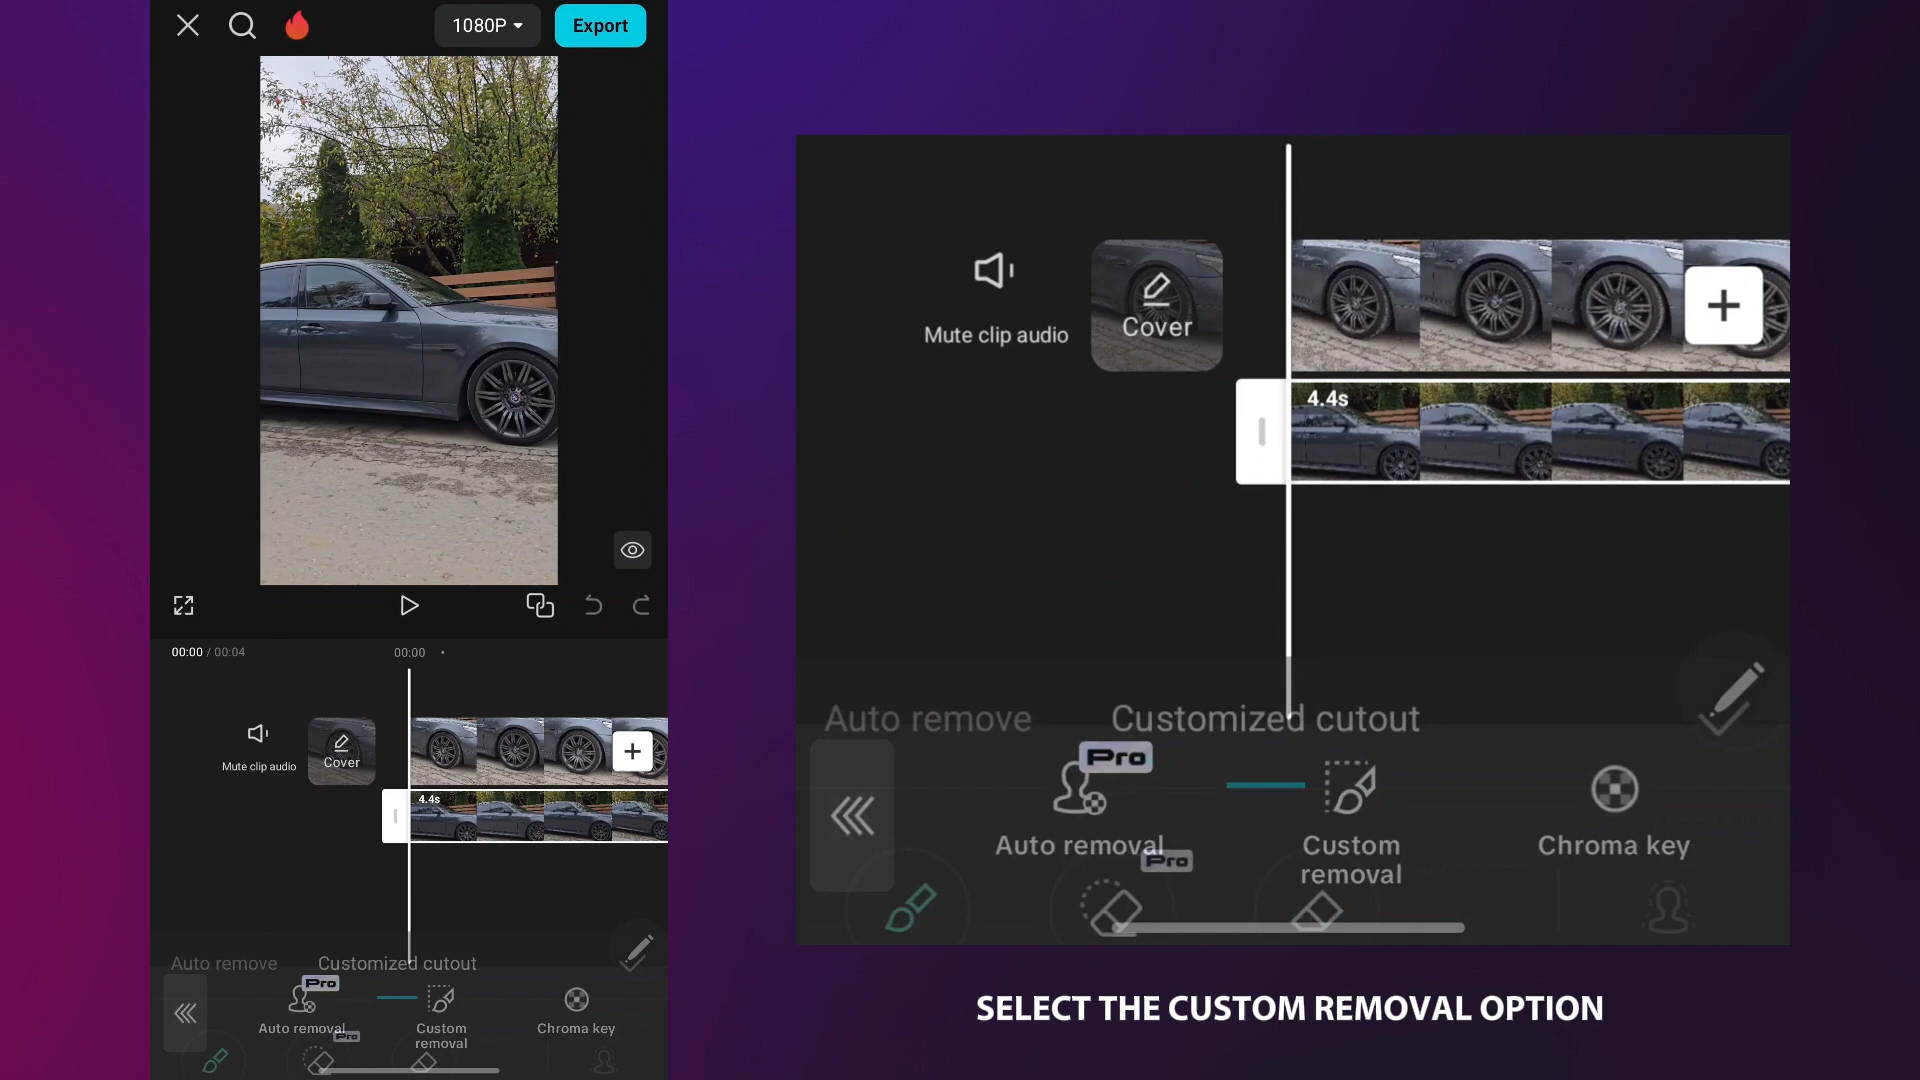 1080P
Export
00:00 / 00:04
00:00
Mute clip audio
Cover
4.4s
Auto remove
Customized cutout
Pro
Auto removal
Custom
removal
Chroma key
Pro
Mute clip audio
Cover
4.4s
Auto remove
Customized cutout
Pro
Auto removal
Custom
removal
Chroma key
Pro
SELECT THE CUSTOM REMOVAL OPTION